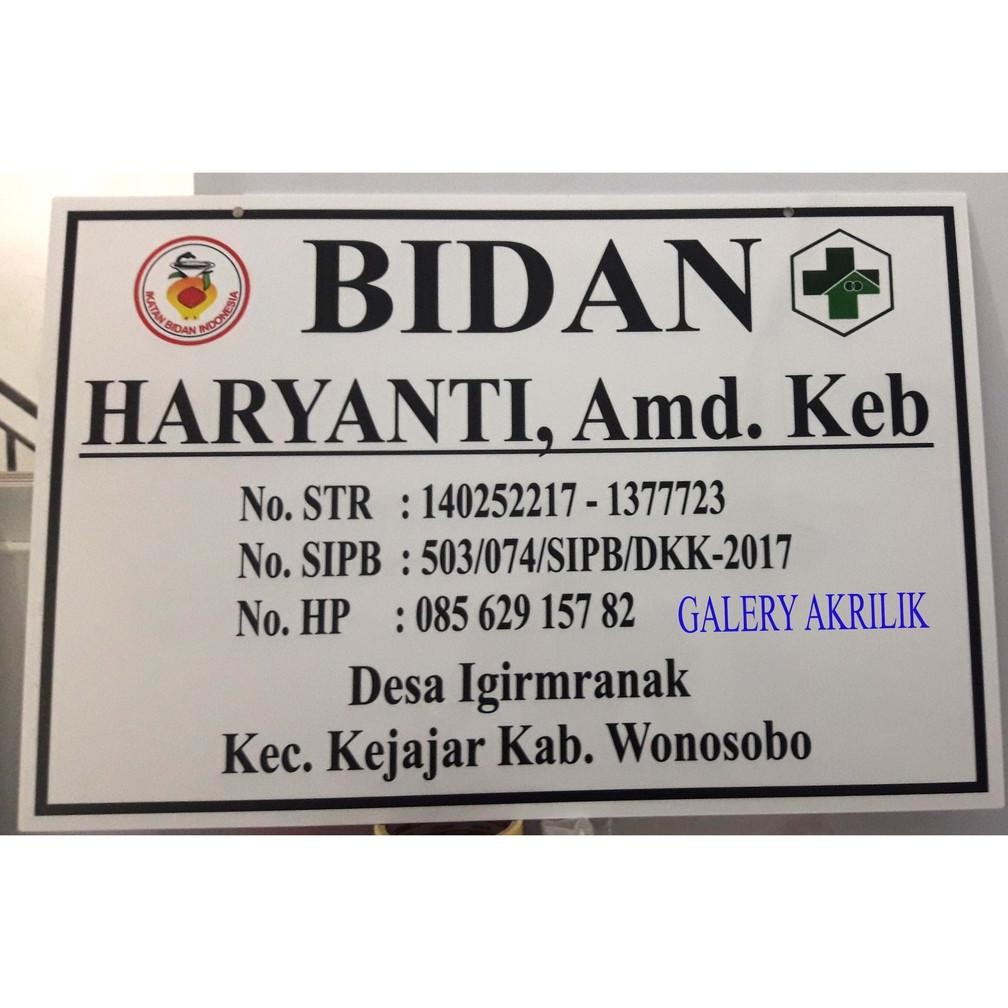 BIDAN
IKATAN BIDAN INDONESIA
HARYANTI, Amd. Keb
No. STR : 140252217 - 1377723
No. SIPB : 503/074/SIPB/DKK-2017
No. HP : 085 629 157 82
GALERY AKRILIK
Desa Igirmranak
Kec. Kejajar Kab. Wonosobo